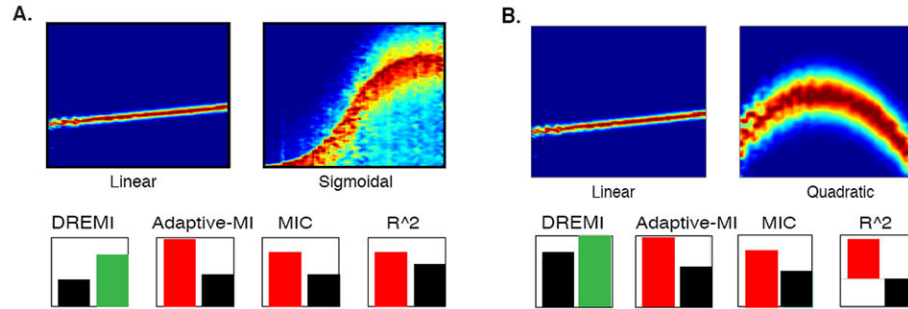 A.
Linear
Sigmoidal
DREMI Adaptive-MI MIC R^2
B.
Linear
Quadratic
DREMI Adaptive-MI MIC R^2